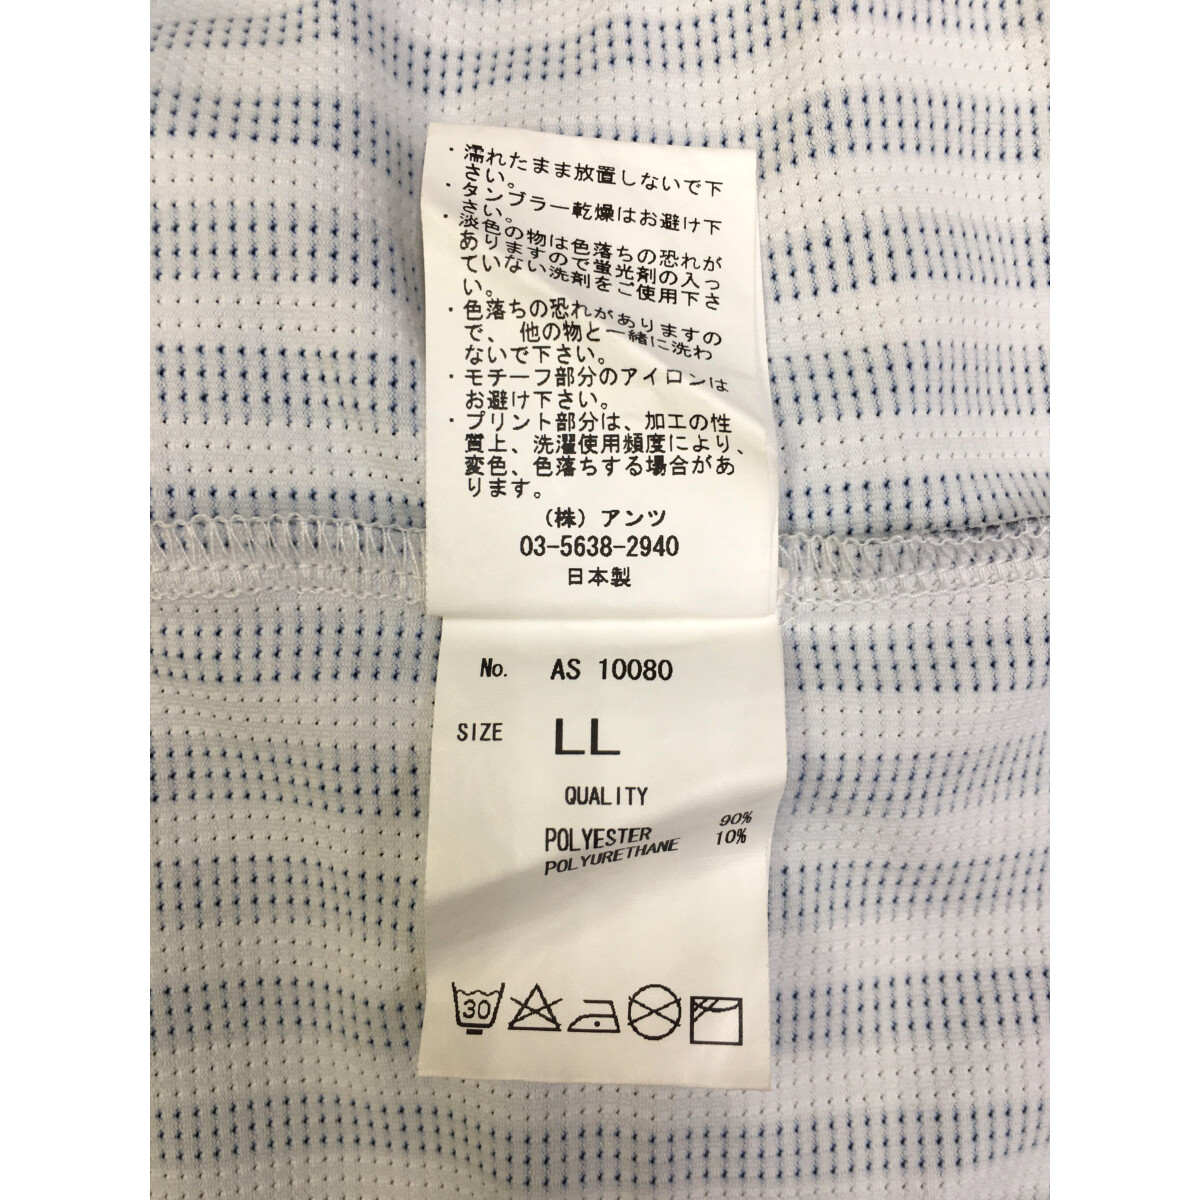 ・濡れたまま放置しないで下
さい。
・タンブラー乾燥はお避け下
さい。
・淡色の物は色落ちの恐れが
ありますので蛍光剤の入っ
ていない洗剤をご使用下さ
い。
・色落ちの恐れがありますの
で、他の物と一緒に洗わ
ないで下さい。
・モチーフ部分のアイロンは
お避け下さい。
・プリント部分は、加工の性
質上、洗濯使用頻度により、
変色、色落ちする場合があ
ります。
(株) アンツ
03-5638-2940
日本製
No. AS 10080
SIZE LL
QUALITY
POLYESTER 90%
POLYURETHANE 10%
30